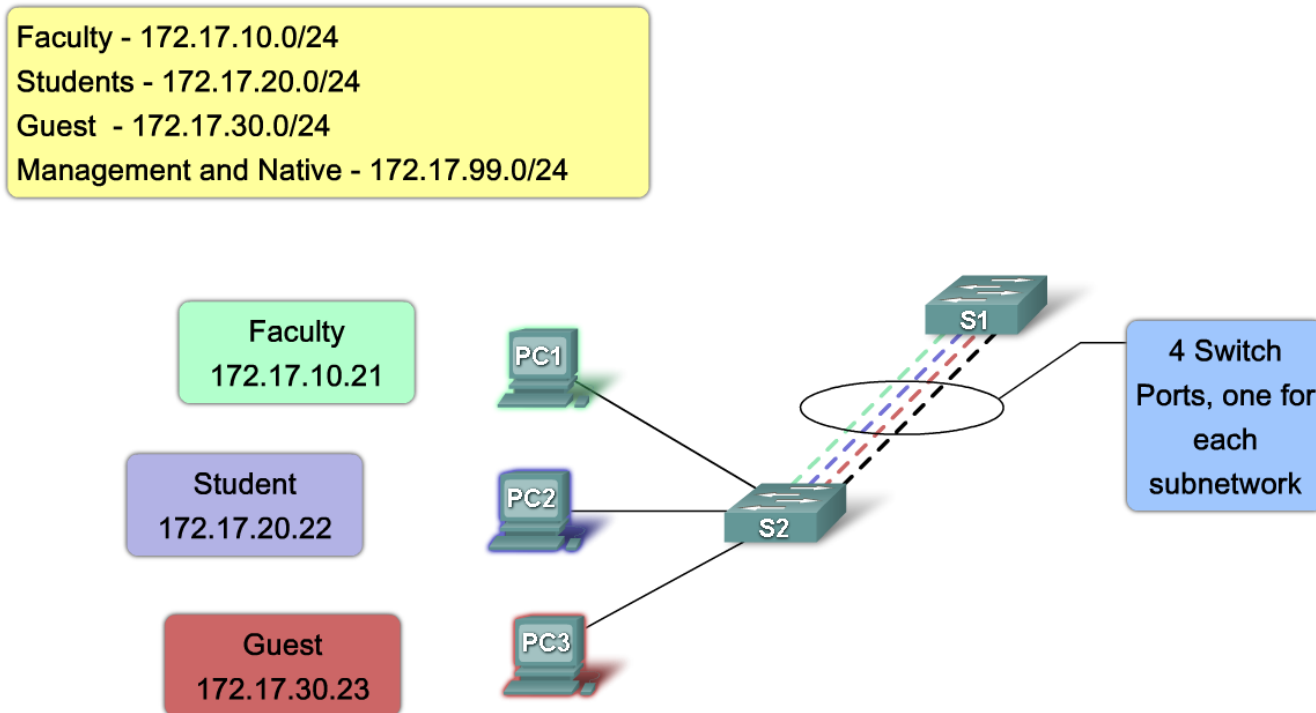 Faculty - 172.17.10.0/24
Students - 172.17.20.0/24
Guest - 172.17.30.0/24
Management and Native - 172.17.99.0/24
S1
Faculty
172.17.10.21
PC1
4 Switch
Ports, one for
each
subnetwork
Student
172.17.20.22
PC2
S2
Guest
172.17.30.23
PC3